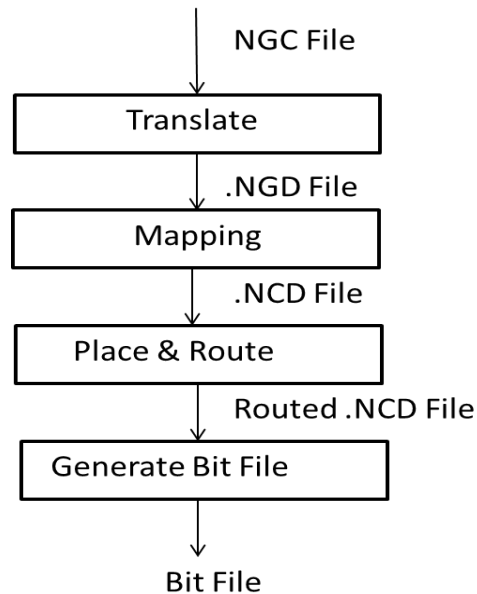 NGC File
Translate
.NGD File
Mapping
.NCD File
Place & Route
Routed .NCD File
Generate Bit File
Bit File